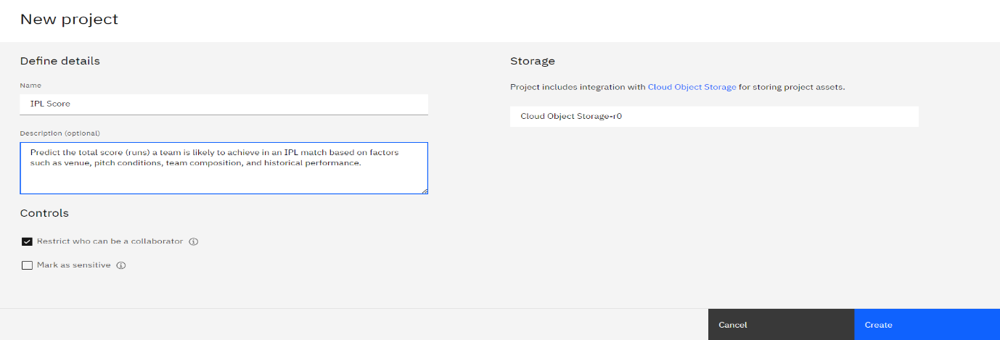 New project
Define details
Name
IPL Score
Description (optional)
Predict the total score (runs) a team is likely to achieve in an IPL match based on factors
such as venue, pitch conditions, team composition, and historical performance.
Controls
Restrict who can be a collaborator
Mark as sensitive
Storage
Project includes integration with Cloud Object Storage for storing project assets.
Cloud Object Storage-r0
Cancel
Create